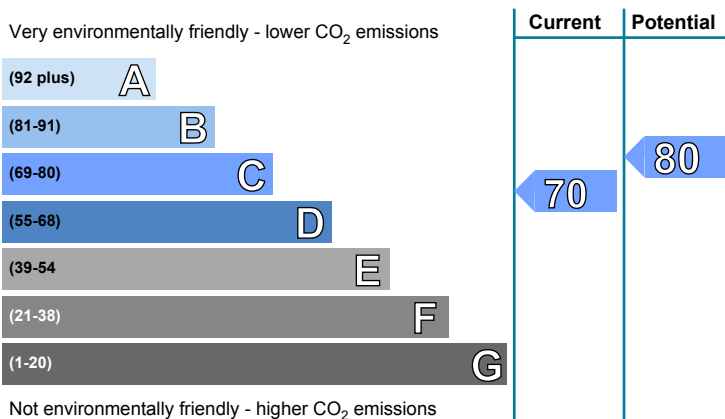 Very environmentally friendly - lower CO2 emissions
Current Potential
(92 plus) A
(81-91) B
(69-80) C
(55-68) D
(39-54 E
(21-38) F
(1-20) G
80
70
Not environmentally friendly - higher CO2 emissions